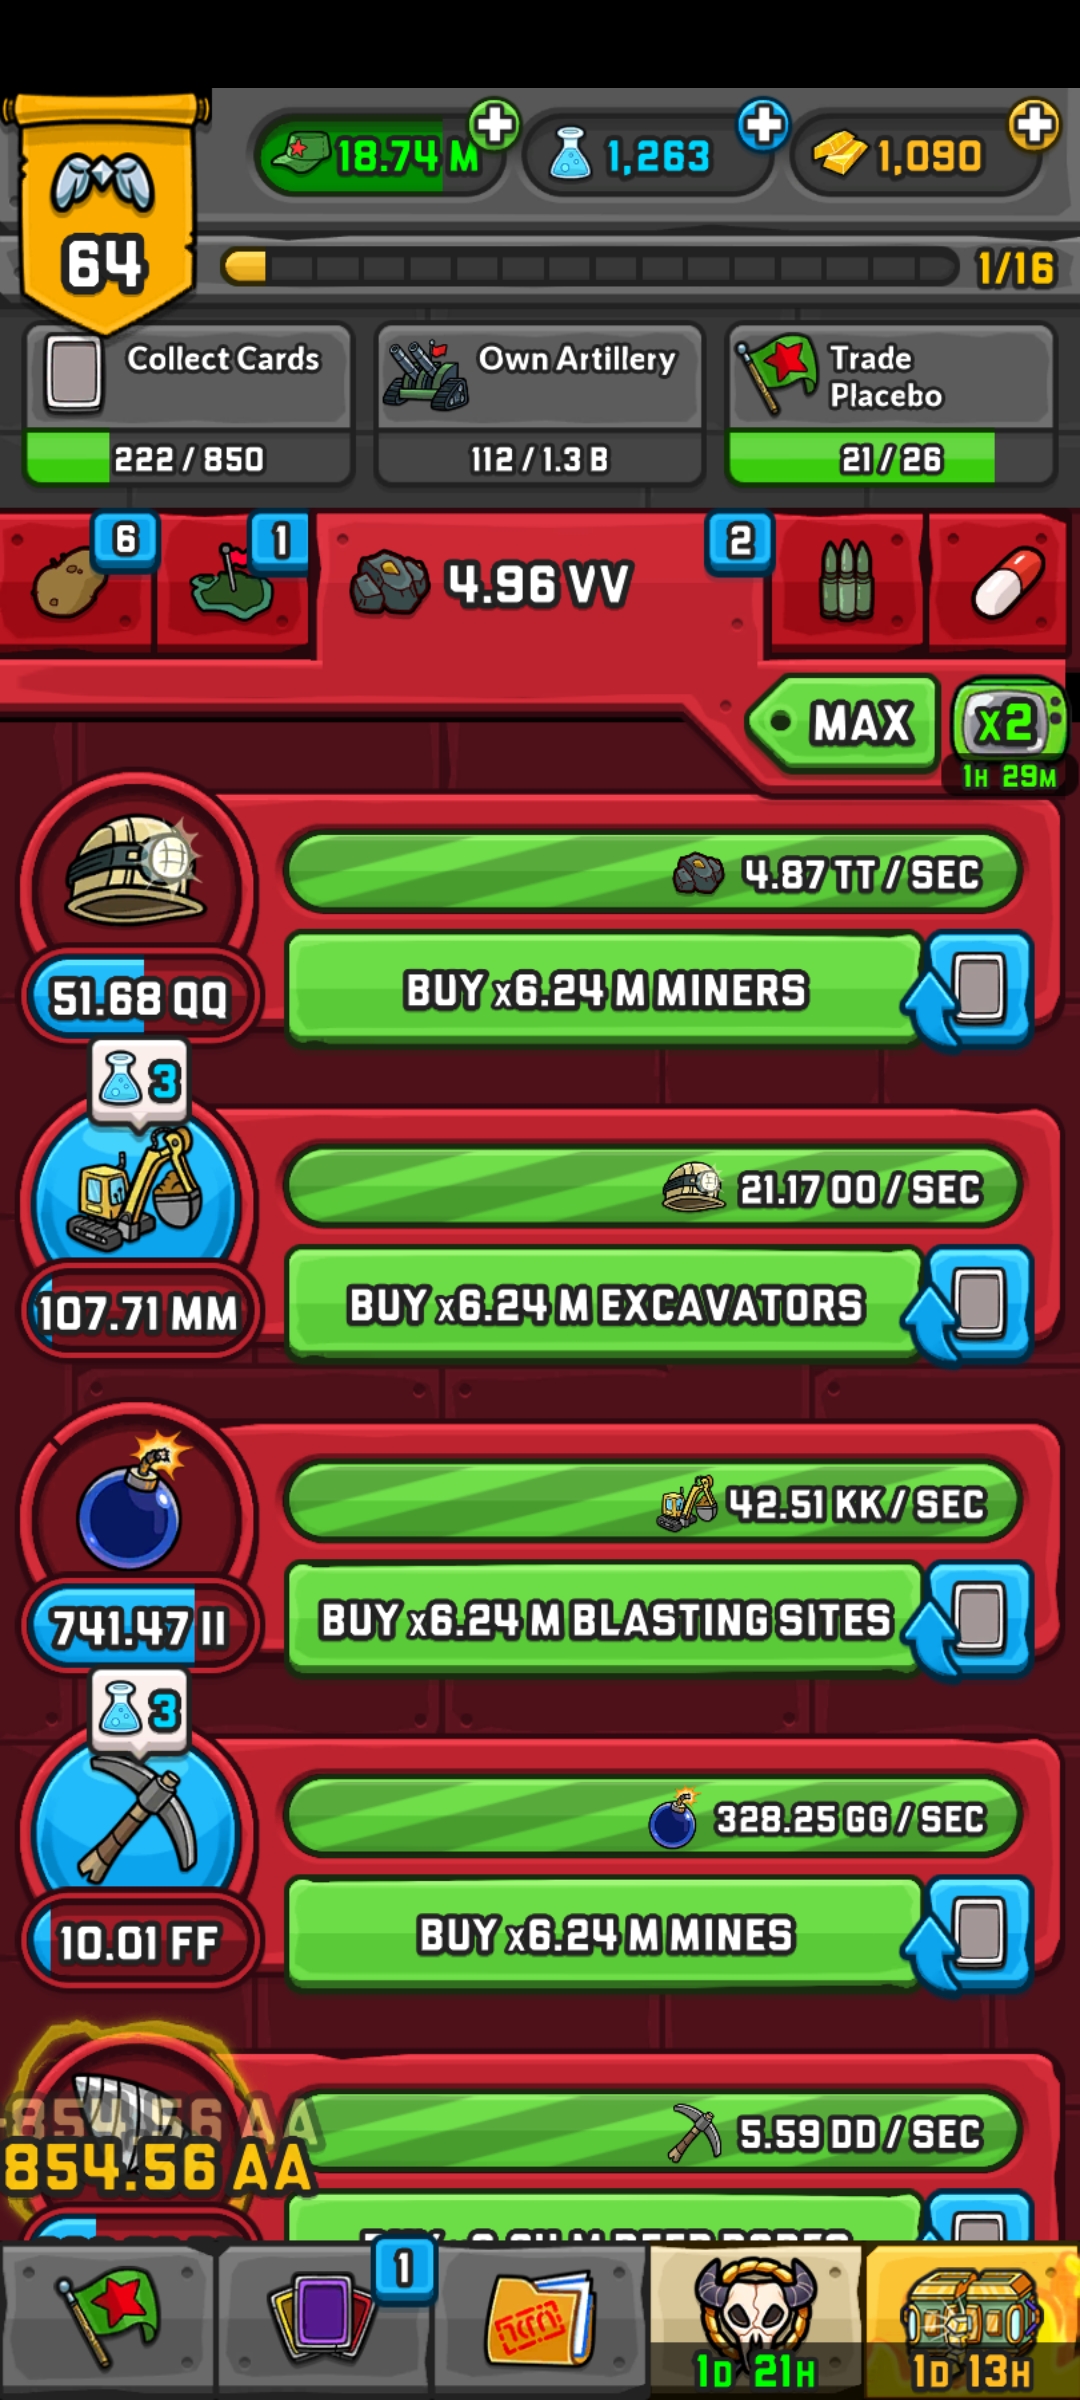 18.74 M
1,263
1,090
64
1/16
Collect Cards
Own Artillery
Trade
Placebo
222 / 850
112 / 1.3 B
21 / 26
6
1
4.96 VV
2
MAX
x2
1H 29M
4.87 TT / SEC
51.68 QQ
BUY x6.24 M MINERS
3
21.17 OO / SEC
107.71 MM
BUY x6.24 M EXCAVATORS
42.51 KK / SEC
741.47 II
BUY x6.24 M BLASTING SITES
3
328.25 GG / SEC
10.01 FF
BUY x6.24 M MINES
854.56 AA
854.56 AA
5.59 DD / SEC
1
1D 21H
1D 13H